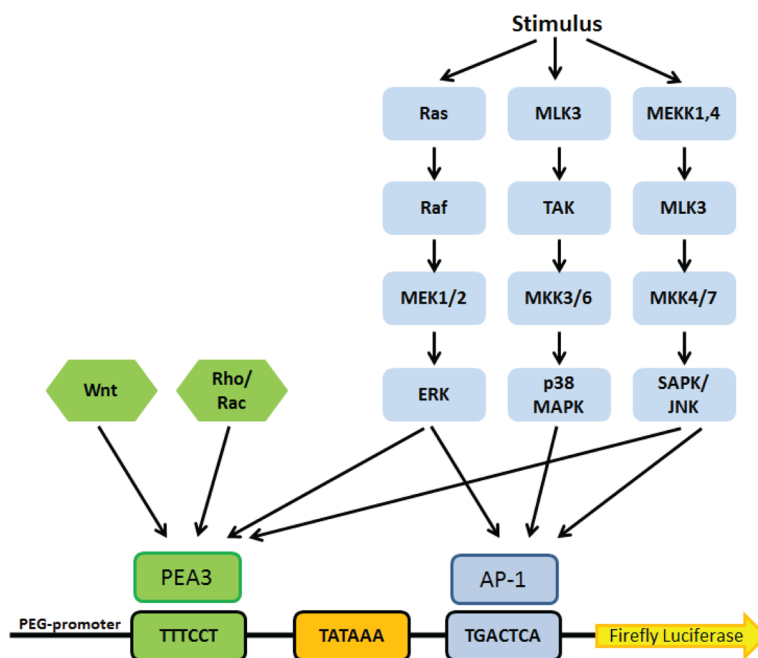 Stimulus
Ras
MLK3
MEKK1,4
Raf
TAK
MLK3
MEK1/2
MKK3/6
MKK4/7
Wnt
Rho/
Rac
ERK
p38
MAPK
SAPK/
JNK
PEA3
AP-1
PEG-promoter
TTTCCT
TATAAA
TGACTCA
Firefly Luciferase